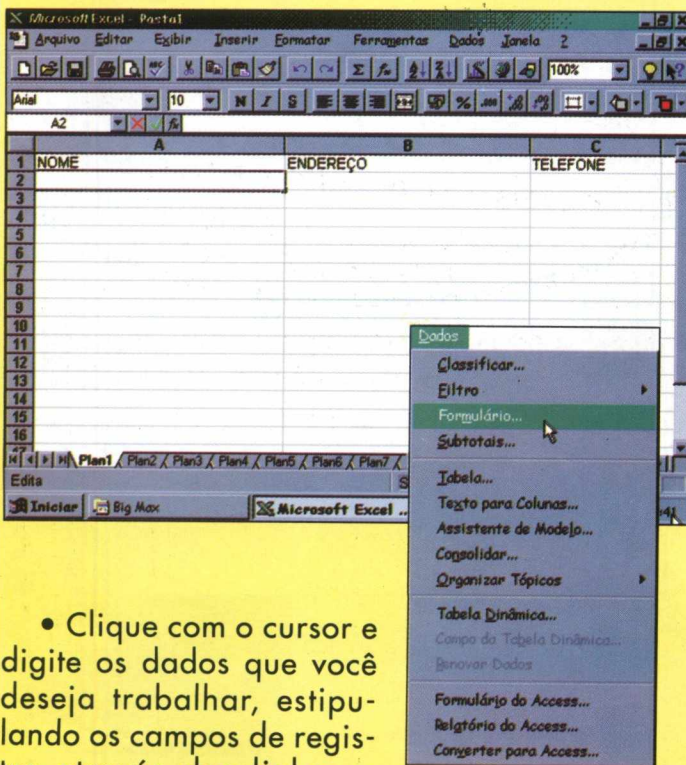 Microsoft Excel - Pasta1
Arquivo Editar Exibir Inserir Formatar Ferramentas Dados Janela ?
100%
Arial 10 N I S % .000
A2
A B C
1 NOME ENDEREÇO TELEFONE
2
3
4
5
6
7
8
9
10
11
12
13
14
15
16
17
Plan1 Plan2 Plan3 Plan4 Plan5 Plan6 Plan7
Edita
Iniciar Big Max Microsoft Excel ..
Dados
Classificar...
Filtro
Formulário...
Subtotais...
Tabela...
Texto para Colunas...
Assistente de Modelo...
Consolidar...
Organizar Tópicos
Tabela Dinâmica...
Campo da Tabela Dinâmica...
Renovar Dados
Formulário do Access...
Relatório do Access...
Converter para Access...
• Clique com o cursor e
digite os dados que você
deseja trabalhar, estipu-
lando os campos de regis-